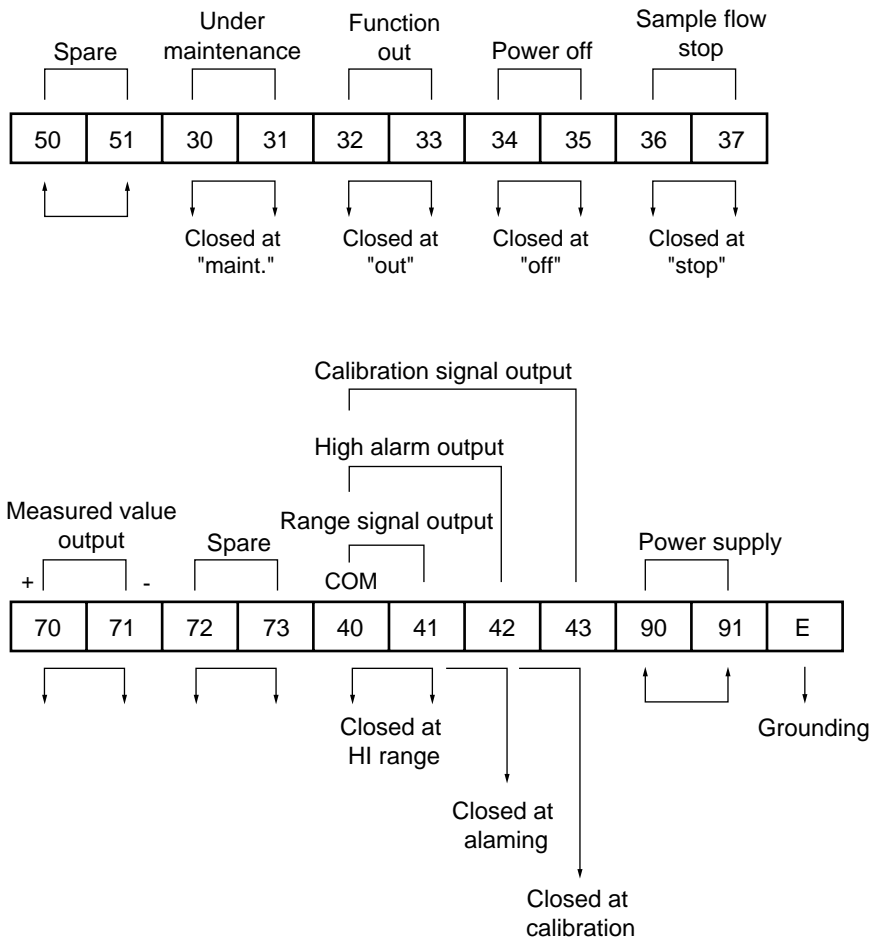 Spare
Under
maintenance
Function
out
Power off
Sample flow
stop
50 51 30 31 32 33 34 35 36 37
Closed at
"maint."
Closed at
"out"
Closed at
"off"
Closed at
"stop"
Calibration signal output
High alarm output
Range signal output
Measured value
output
Spare
COM
Power supply
+ -
70 71 72 73 40 41 42 43 90 91 E
Closed at
HI range
Grounding
Closed at
alaming
Closed at
calibration